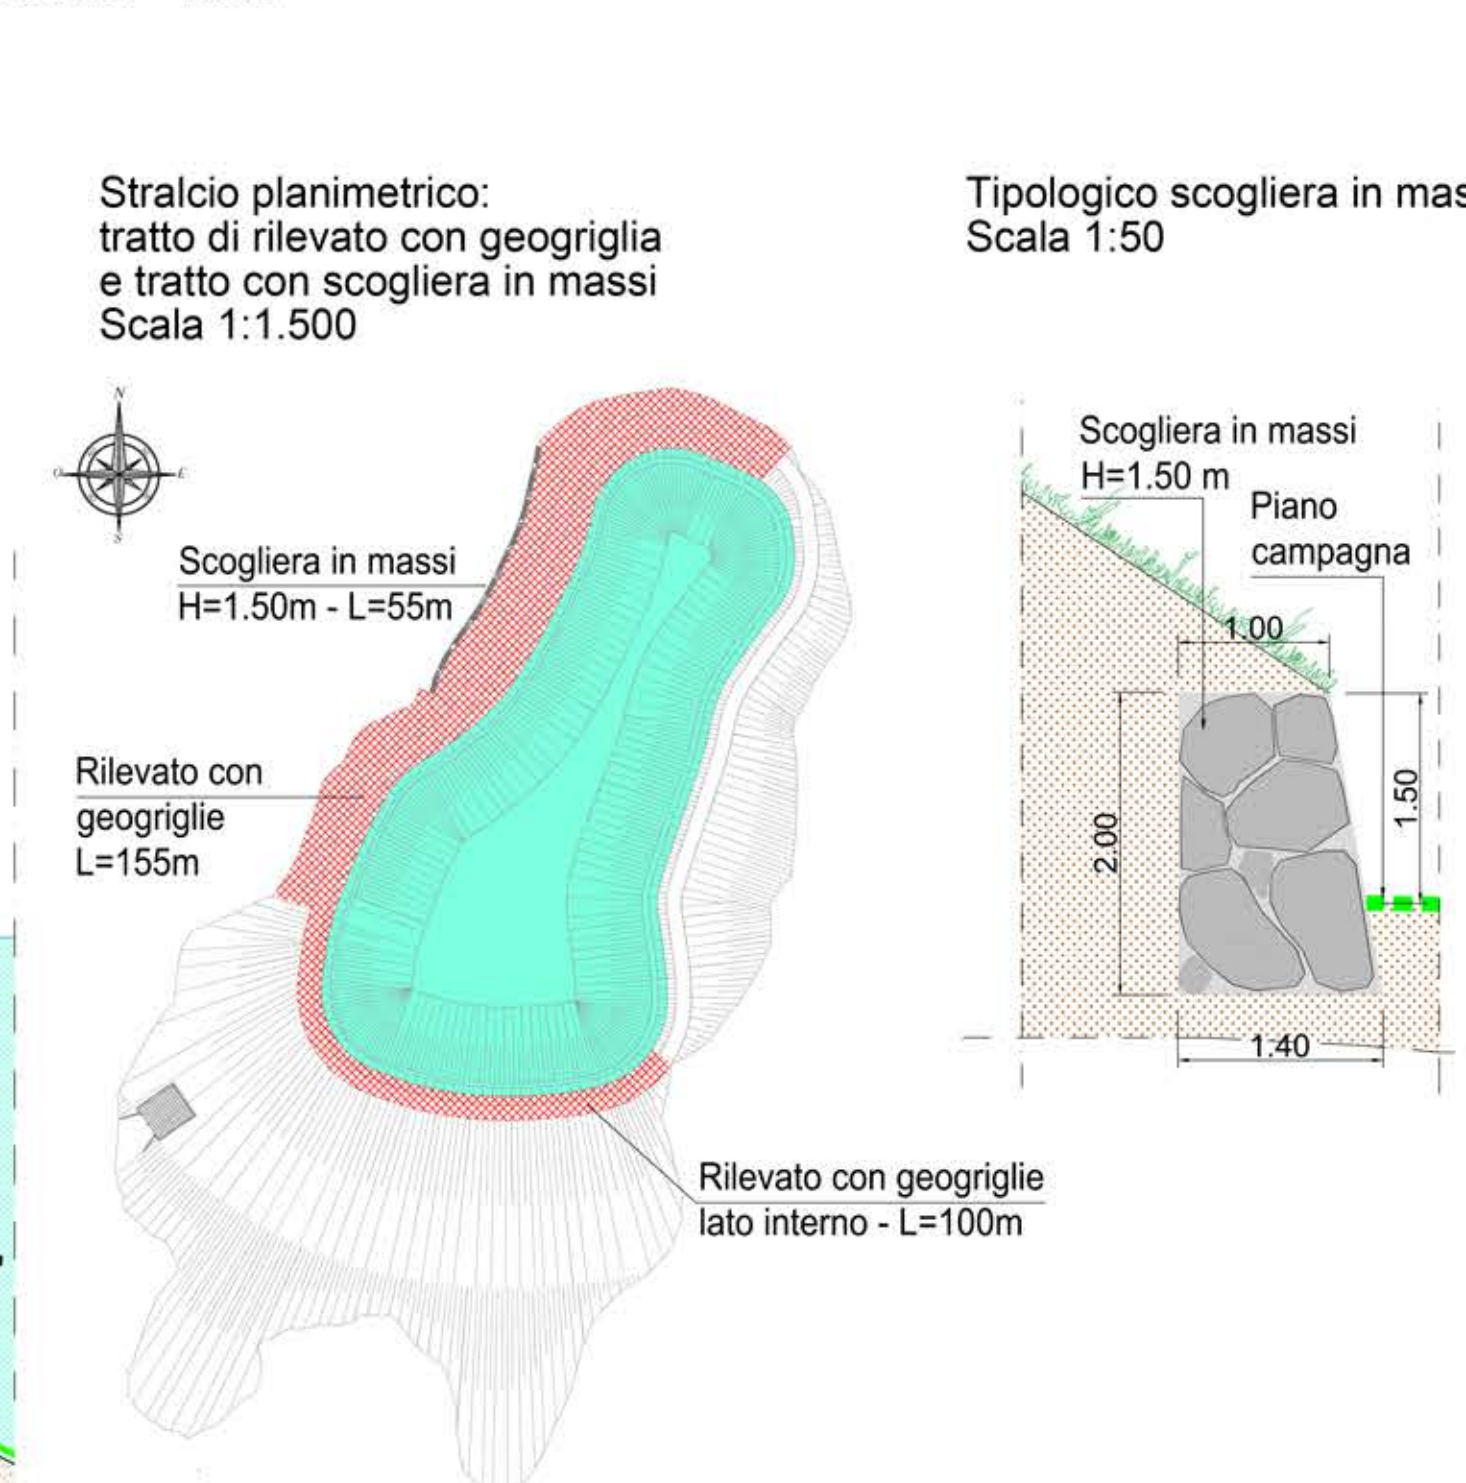 Stralcio planimetrico:
tratto di rilevato con geogriglia
e tratto con scogliera in massi
Scala 1:1.500
N
O
E
S
Scogliera in massi
H=1.50m - L=55m
Rilevato con
geogriglie
L=155m
Rilevato con geogriglie
lato interno - L=100m
Tipologico scogliera in mas
Scala 1:50
Scogliera in massi
H=1.50 m
Piano
campagna
1.00
2.00
1.50
1.40